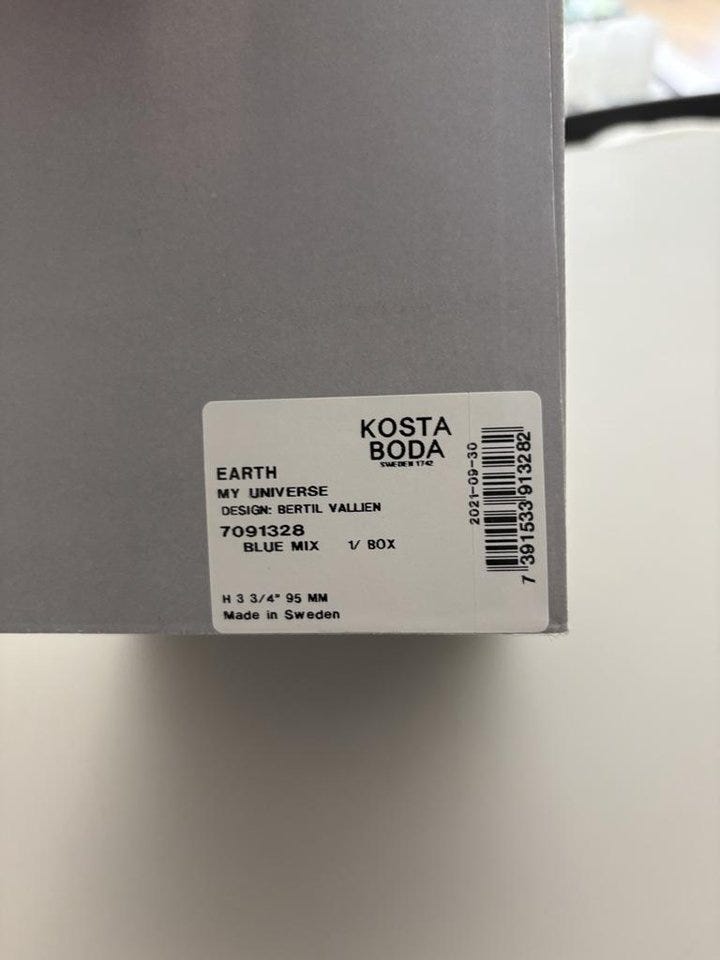 KOSTA
BODA
SWEDEN 1742
EARTH
MY UNIVERSE
DESIGN: BERTIL VALLIEN
7091328
BLUE MIX 1/ BOX
H 3 3/4" 95 MM
Made in Sweden
2021-09-30
7 391533 913282